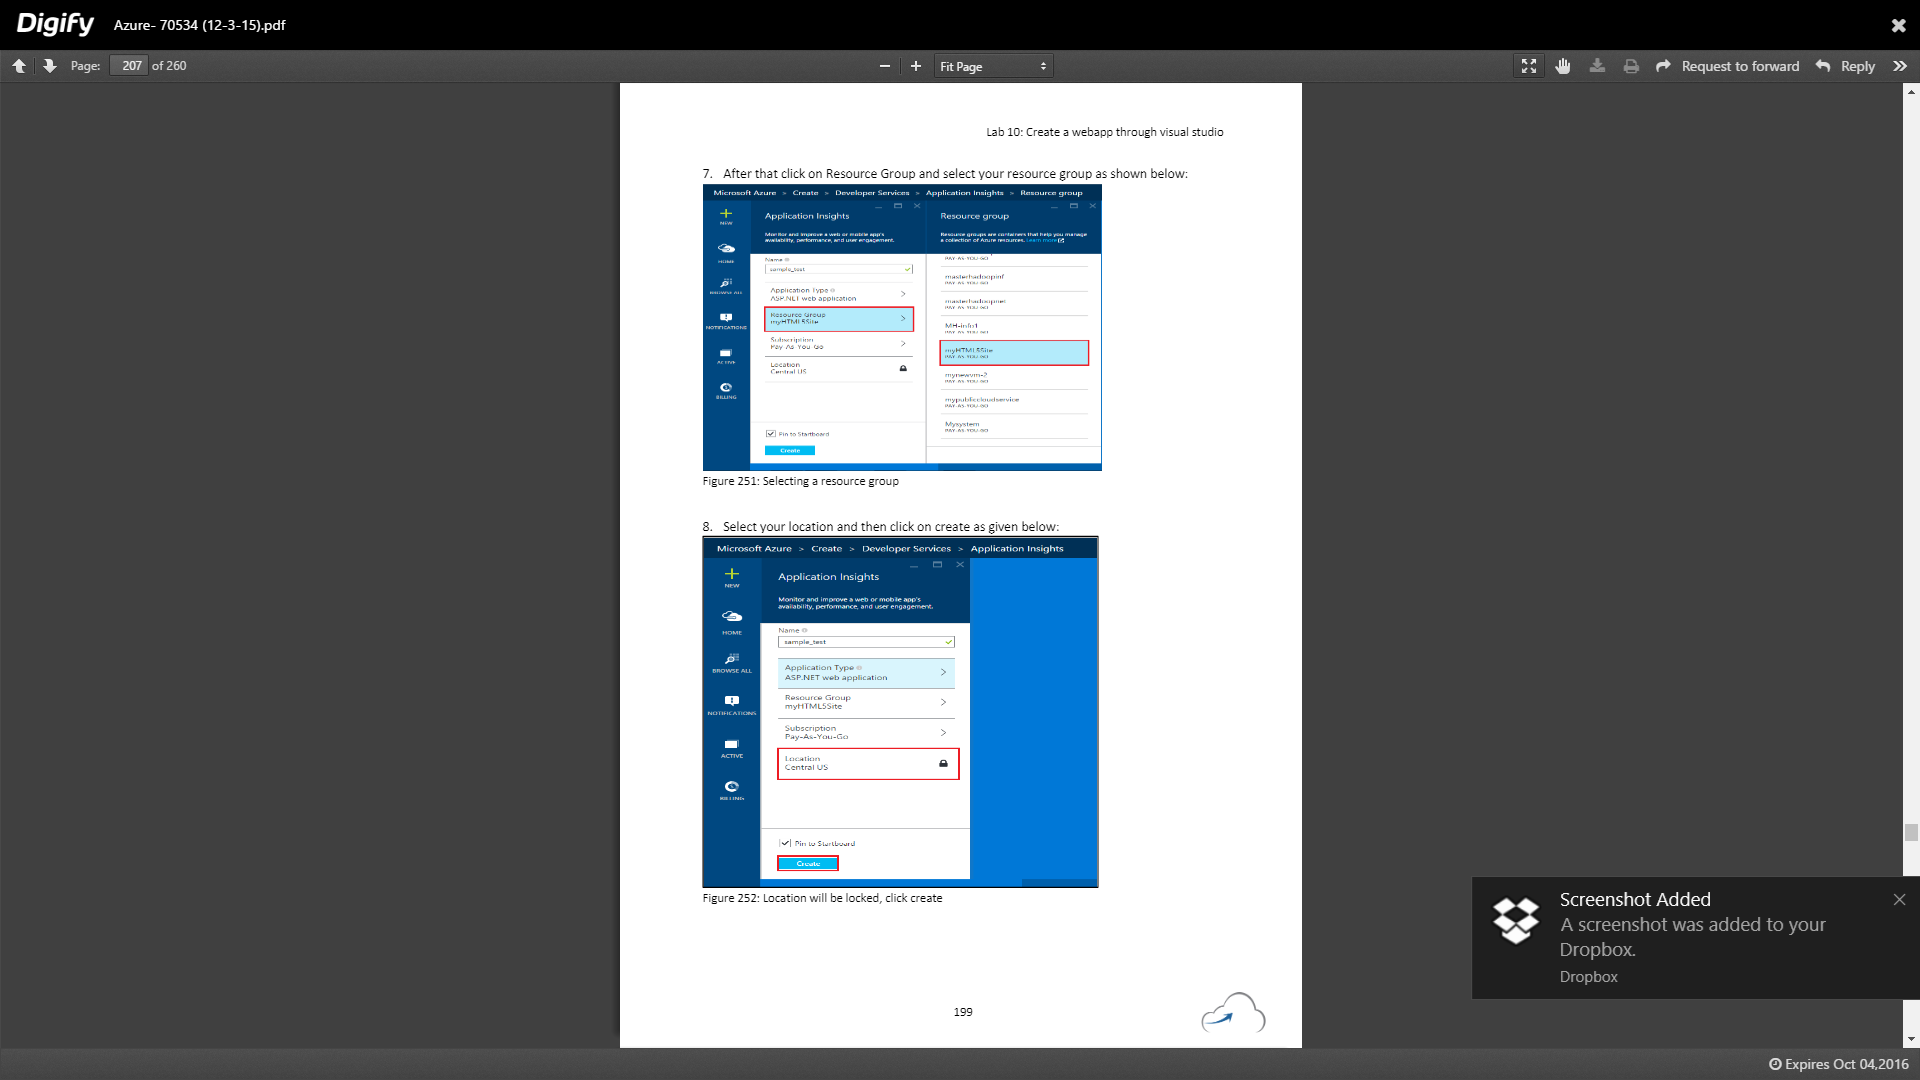 Digify Azure- 70534 (12-3-15).pdf
Page: 207 of 260
Fit Page
Request to forward
Reply
Lab 10: Create a webapp through visual studio
7. After that click on Resource Group and select your resource group as shown below:
Microsoft Azure > Create > Developer Services > Application Insights > Resource group
NEW
HOME
BROWSE ALL
NOTIFICATIONS
ACTIVE
BILLING
Application Insights
Monitor and improve a web or mobile app's
availability, performance, and user engagement.
Name
sample_test
Application Type
ASP.NET web application
Resource Group
myHTML5Site
Subscription
Pay-As-You-Go
Location
Central US
Pin to Startboard
Create
Resource group
Resource groups are containers that help you manage
a collection of Azure resources. Learn more
PAY-AS-YOU-GO
masterhadoopinf
PAY-AS-YOU-GO
masterhadoopnet
PAY-AS-YOU-GO
MH-info1
PAY-AS-YOU-GO
myHTML5Site
PAY-AS-YOU-GO
mynewvm-2
PAY-AS-YOU-GO
mypubliccloudservice
PAY-AS-YOU-GO
Mysystem
PAY-AS-YOU-GO
Figure 251: Selecting a resource group
8. Select your location and then click on create as given below:
Microsoft Azure > Create > Developer Services > Application Insights
NEW
HOME
BROWSE ALL
NOTIFICATIONS
ACTIVE
BILLING
Application Insights
Monitor and improve a web or mobile app's
availability, performance, and user engagement.
Name
sample_test
Application Type
ASP.NET web application
Resource Group
myHTML5Site
Subscription
Pay-As-You-Go
Location
Central US
Pin to Startboard
Create
Figure 252: Location will be locked, click create
199
Screenshot Added
A screenshot was added to your
Dropbox.
Dropbox
Expires Oct 04,2016